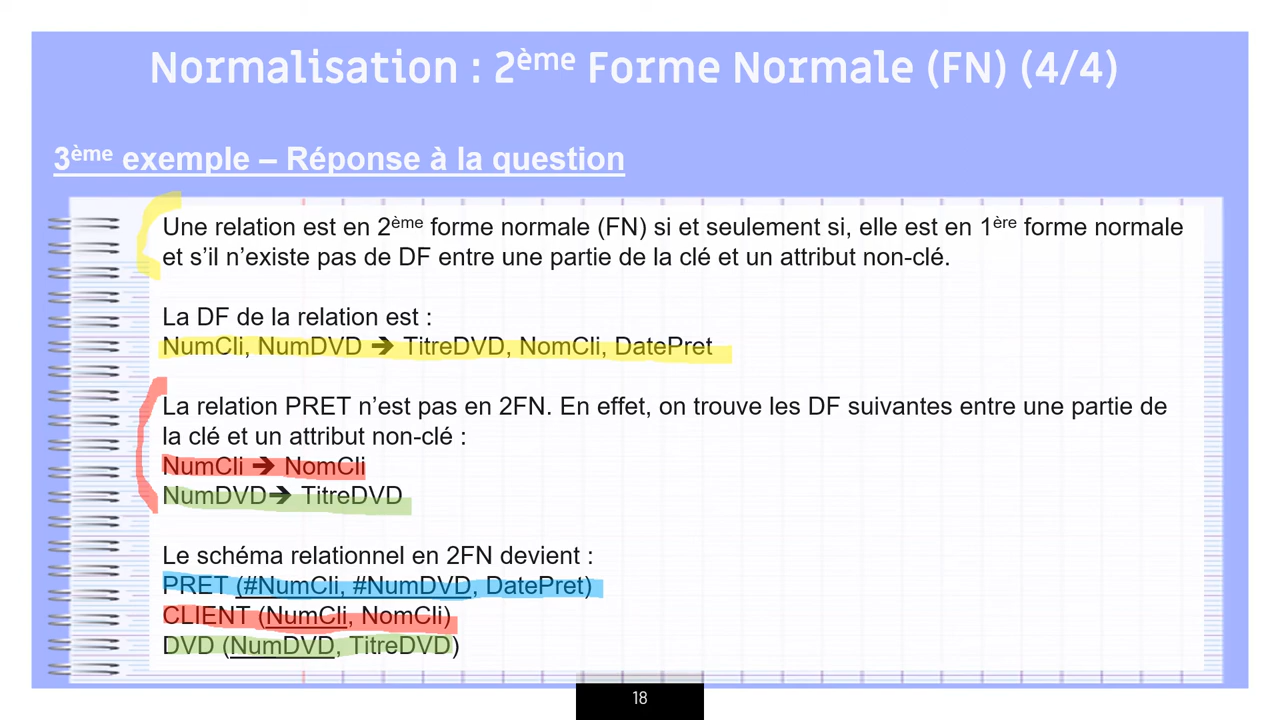 Normalisation : 2ème Forme Normale (FN) (4/4)
3ème exemple – Réponse à la question
Une relation est en 2ème forme normale (FN) si et seulement si, elle est en 1ère forme normale
et s’il n’existe pas de DF entre une partie de la clé et un attribut non-clé.
La DF de la relation est :
NumCli, NumDVD ➔ TitreDVD, NomCli, DatePret
La relation PRET n’est pas en 2FN. En effet, on trouve les DF suivantes entre une partie de
la clé et un attribut non-clé :
NumCli ➔ NomCli
NumDVD➔ TitreDVD
Le schéma relationnel en 2FN devient :
PRET (#NumCli, #NumDVD, DatePret)
CLIENT (NumCli, NomCli)
DVD (NumDVD, TitreDVD)
18